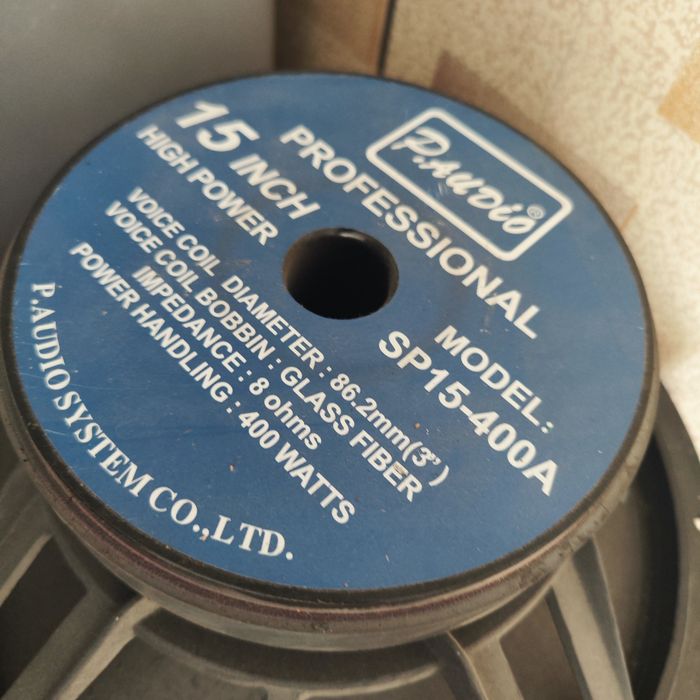 P.AUDIO®
PROFESSIONAL
15 INCH
HIGH POWER
MODEL:
SP15-400A
VOICE COIL DIAMETER : 86.2mm(3")
VOICE COIL BOBBIN : GLASS FIBER
IMPEDANCE : 8 ohms
POWER HANDLING : 400 WATTS
P.AUDIO SYSTEM CO.,LTD.